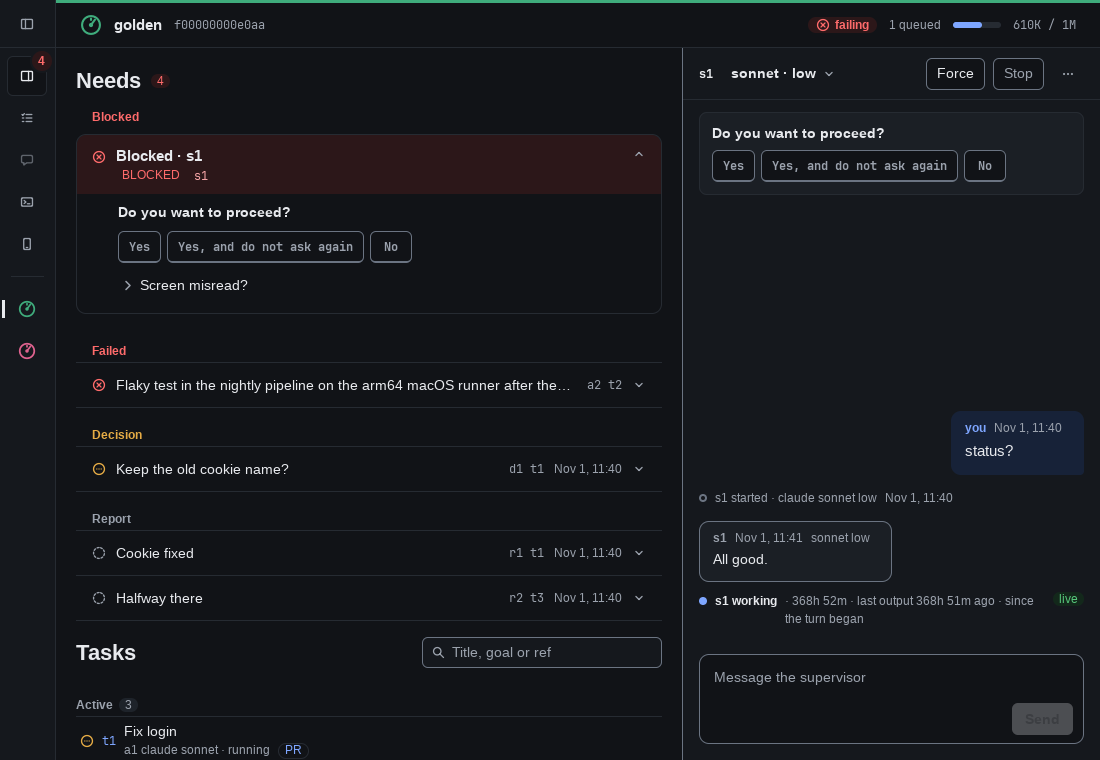 golden f00000000e0aa
failing 1 queued 610K / 1M
4
Needs 4
Blocked
Blocked · s1
BLOCKED s1
Do you want to proceed?
Yes Yes, and do not ask again No
Screen misread?
Failed
Flaky test in the nightly pipeline on the arm64 macOS runner after the… a2 t2
Decision
Keep the old cookie name? d1 t1 Nov 1, 11:40
Report
Cookie fixed r1 t1 Nov 1, 11:40
Halfway there r2 t3 Nov 1, 11:40
Tasks
Title, goal or ref
Active 3
t1 Fix login
a1 claude sonnet · running PR
s1 sonnet · low Force Stop ···
Do you want to proceed?
Yes Yes, and do not ask again No
you Nov 1, 11:40
status?
s1 started · claude sonnet low Nov 1, 11:40
s1 Nov 1, 11:41 sonnet low
All good.
s1 working · 368h 52m · last output 368h 51m ago · since live
the turn began
Message the supervisor
Send